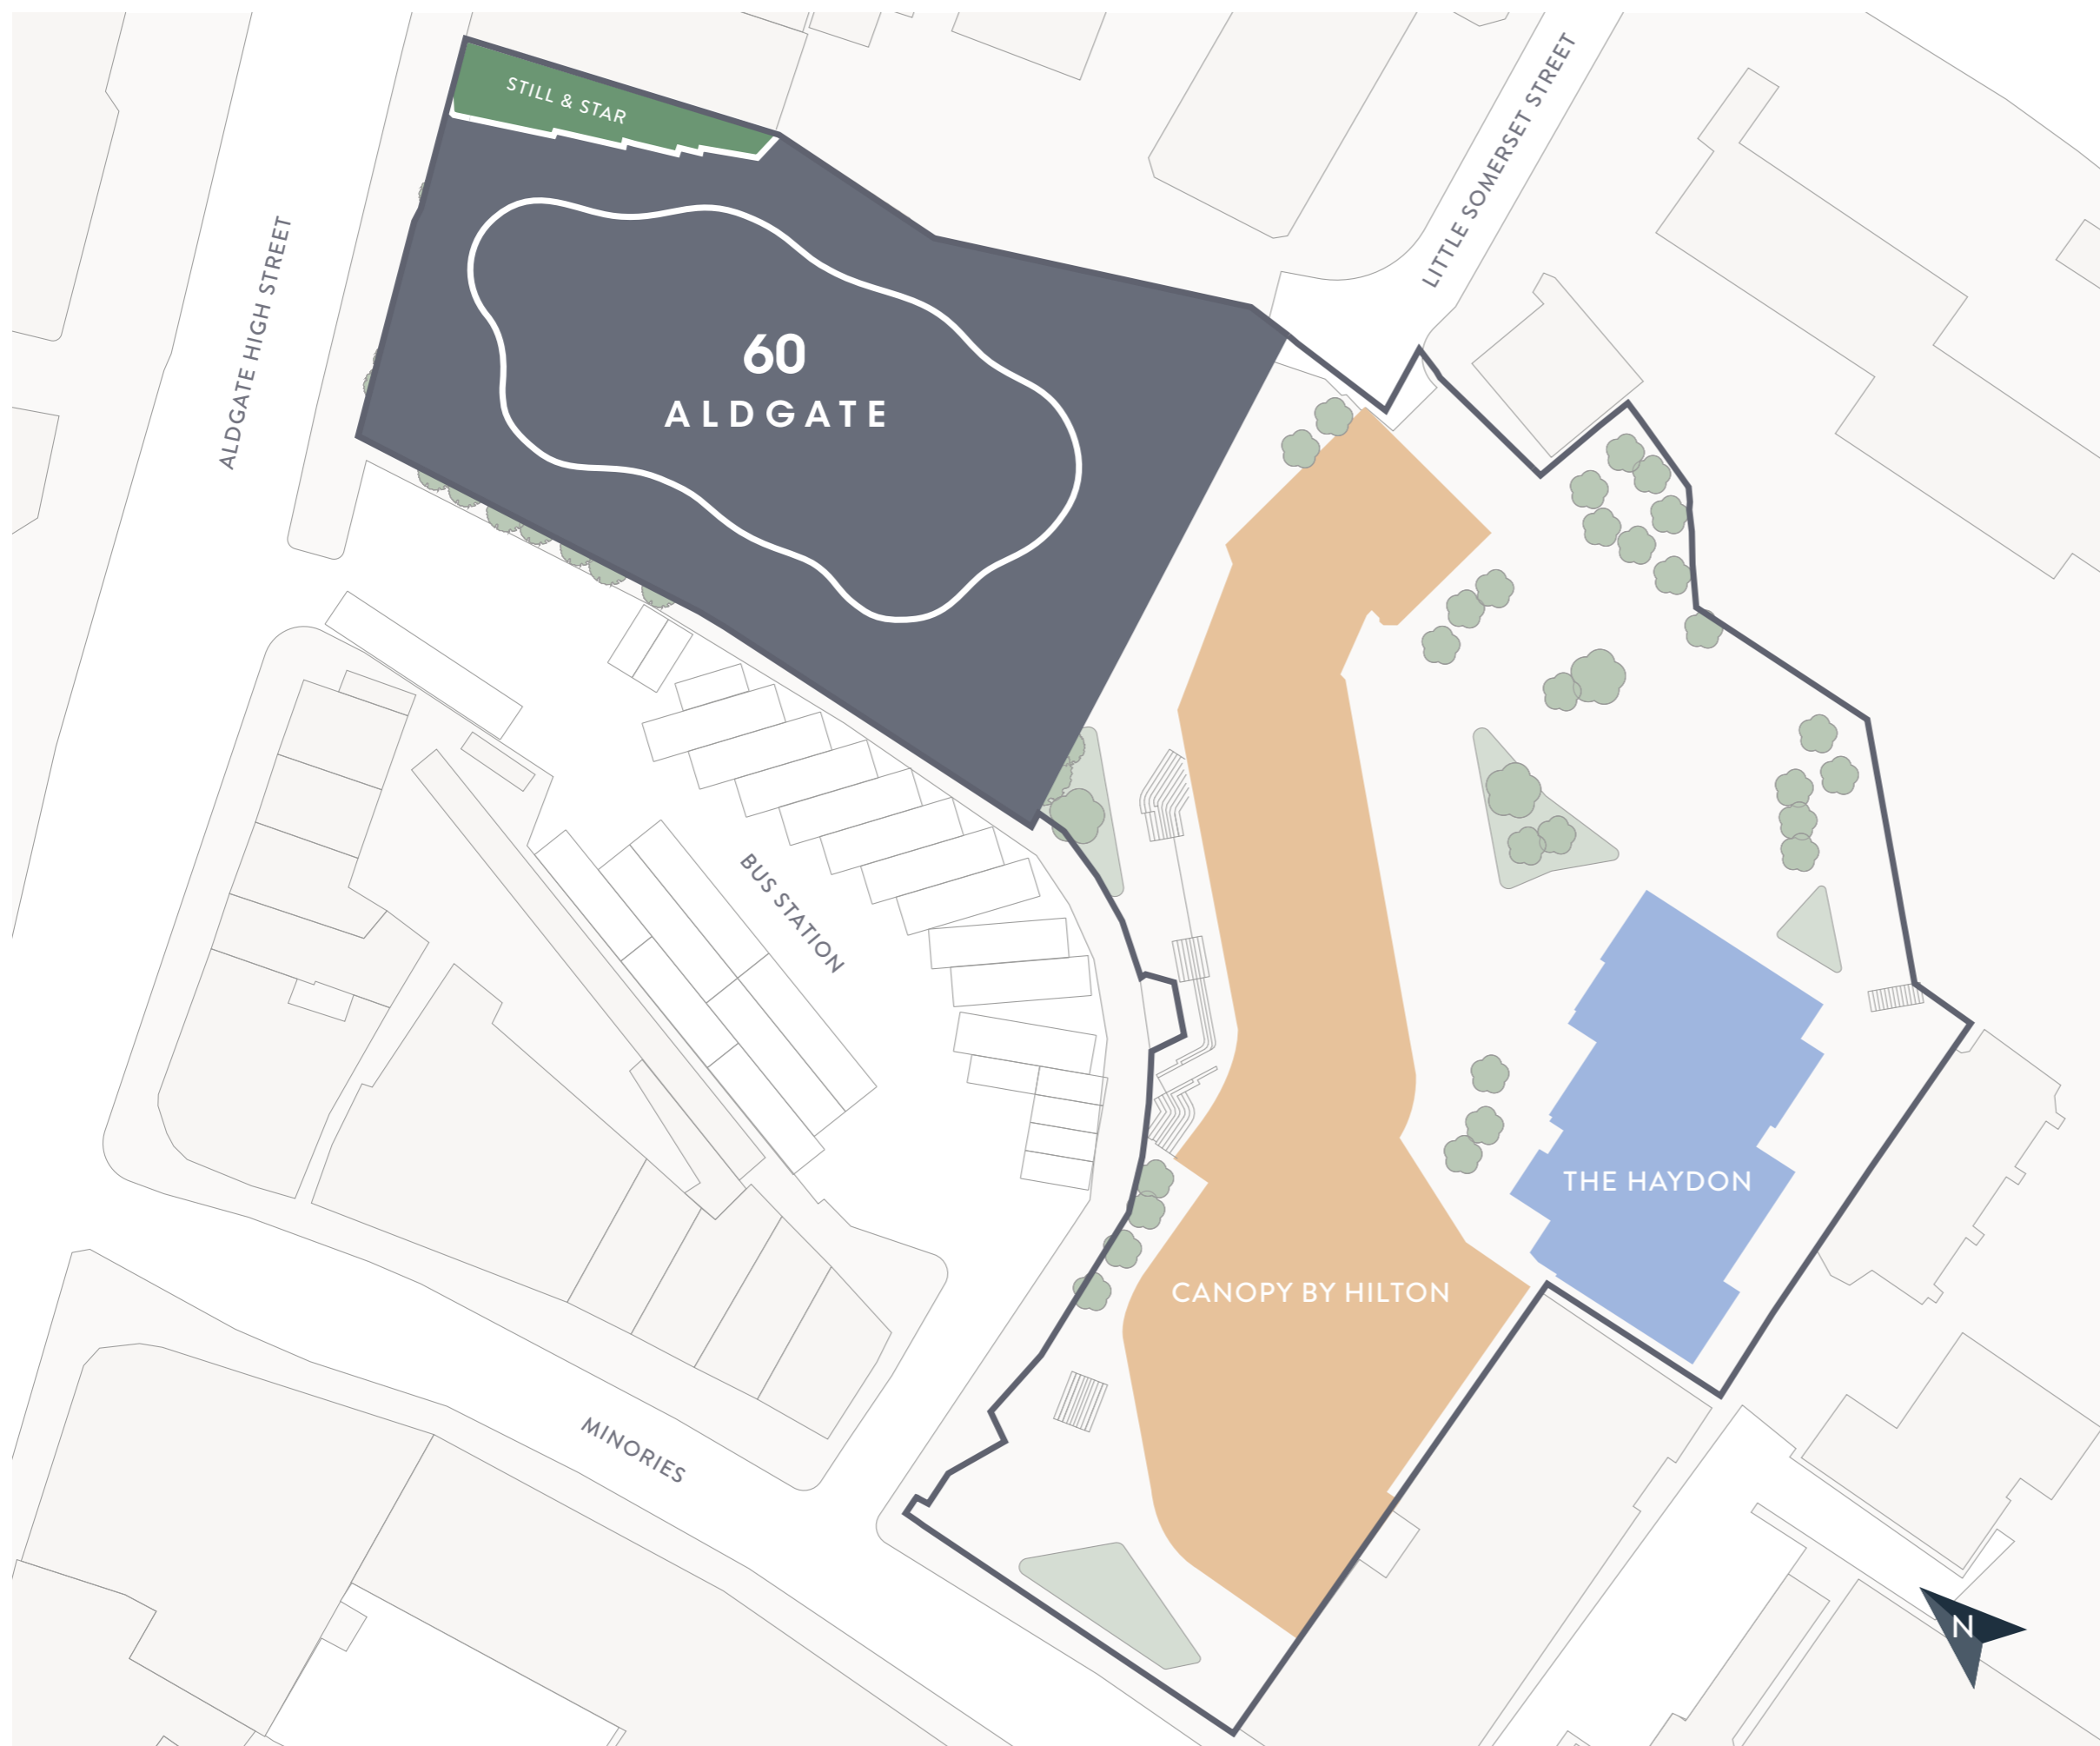 STILL & STAR
LITTLE SOMERSET STREET
ALDGATE HIGH STREET
60
ALDGATE
BUS STATION
THE HAYDON
CANOPY BY HILTON
MINORIES
N